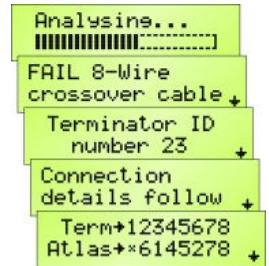 Analysing...
FAIL 8-Wire
crossover cable
Terminator ID
number 23
Connection
details follow
Term→12345678
Atlas→×6145278